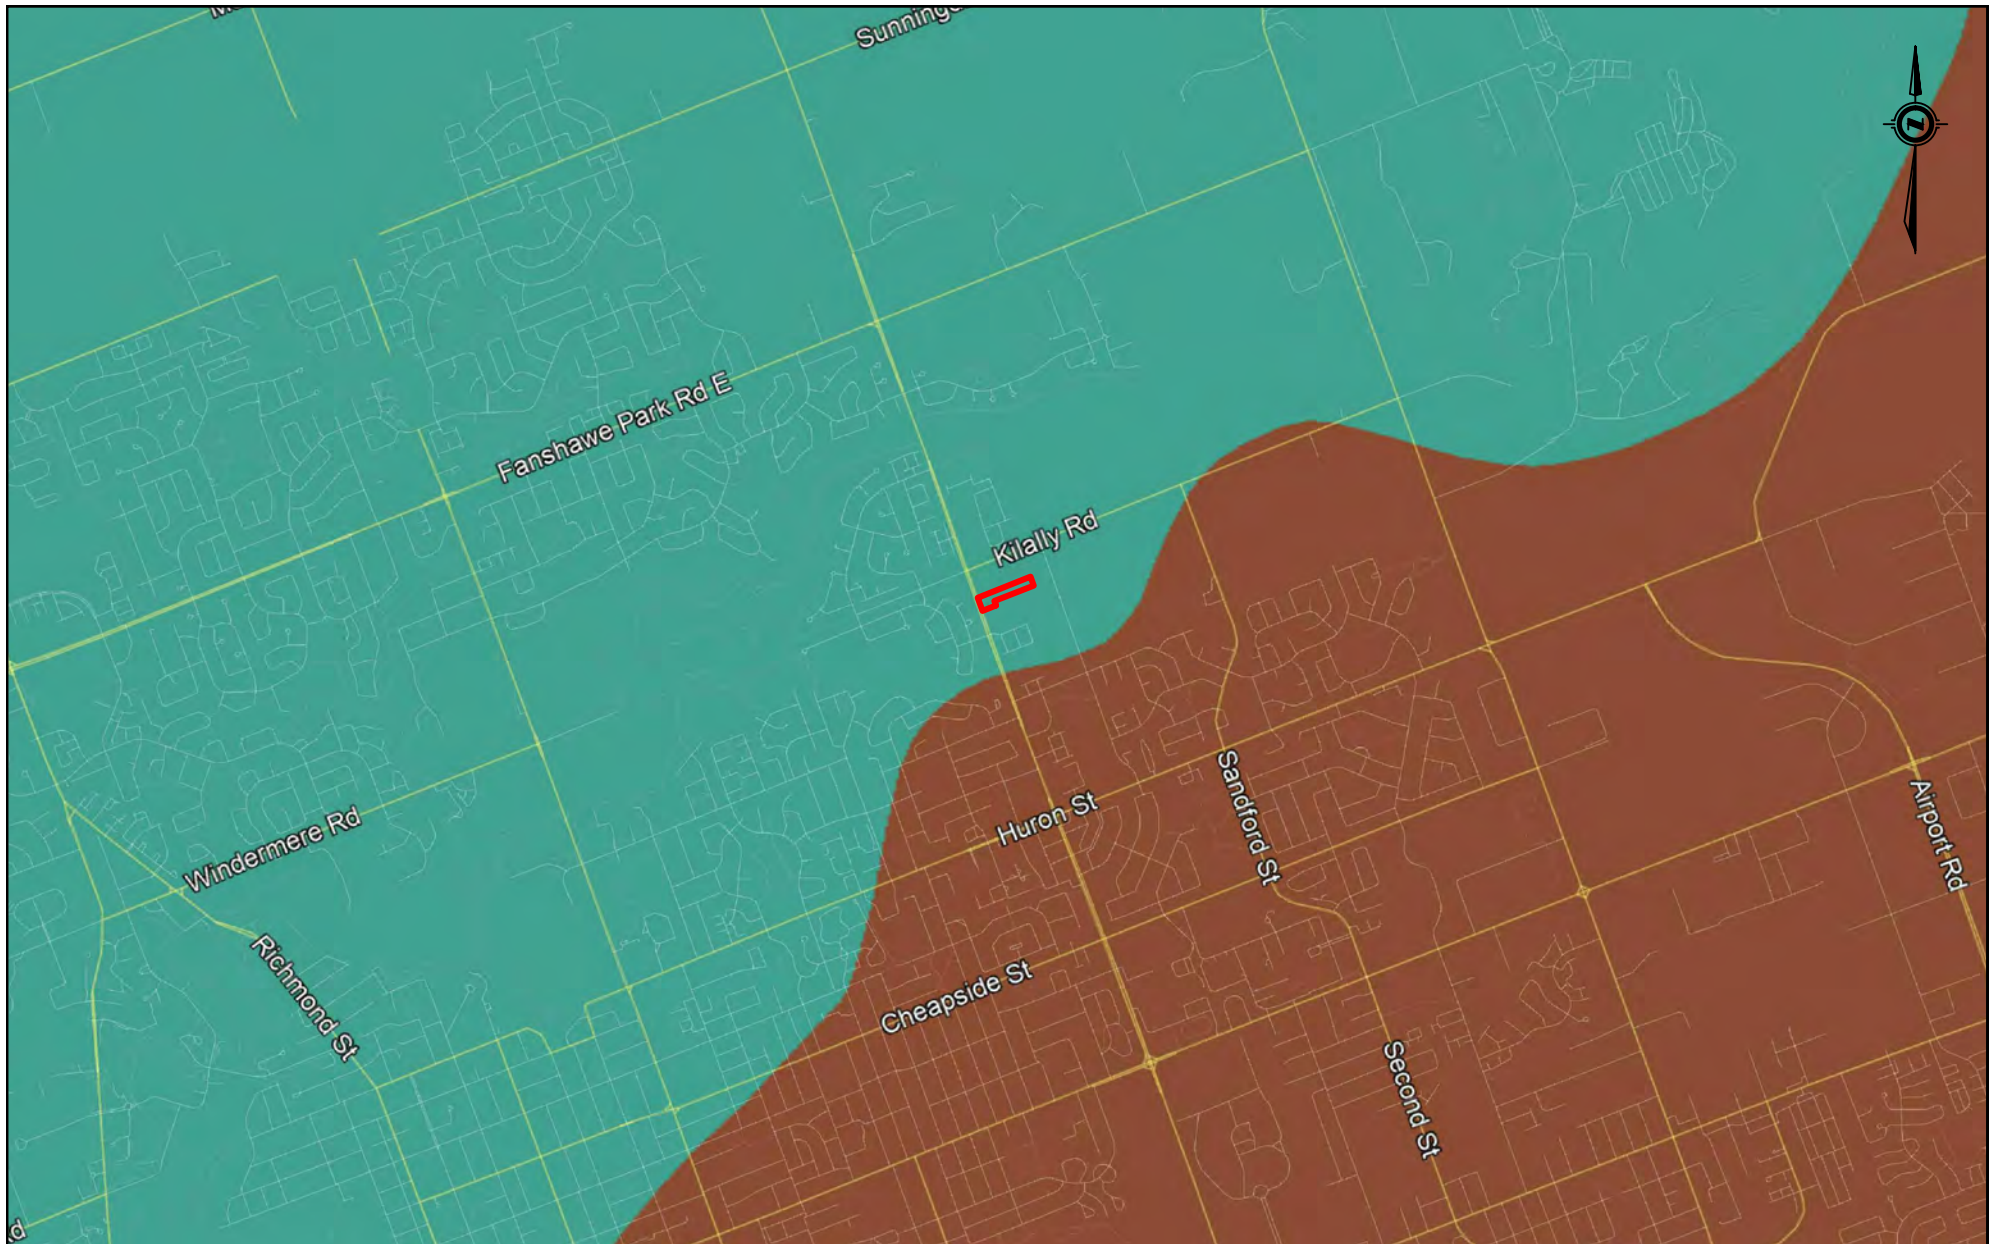 Fanshawe Park Rd E
Kilally Rd
Windermere Rd
Huron St
Sandford St
Airport Rd
Richmond St
Cheapside St
Second St
N